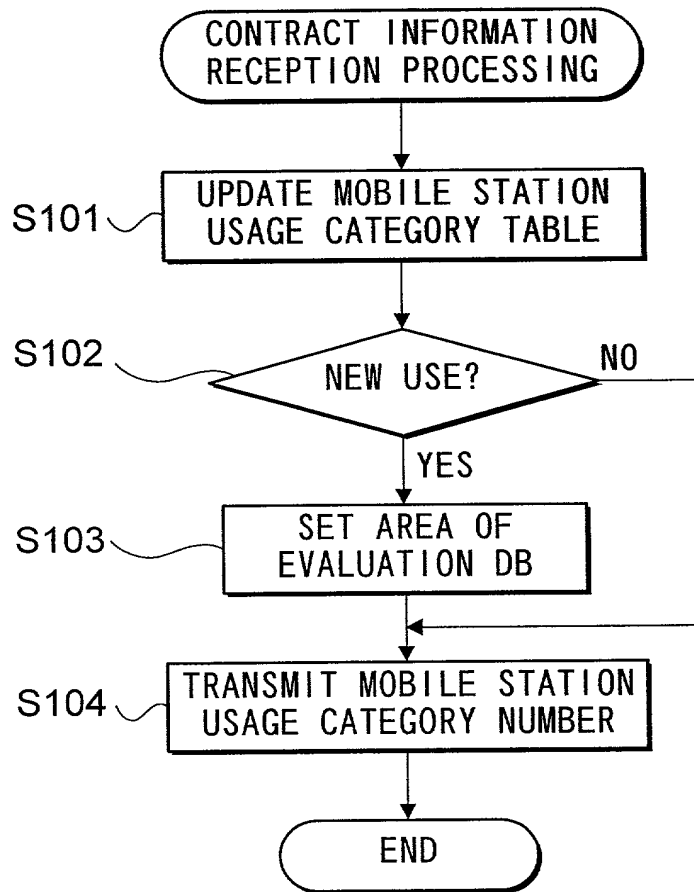 CONTRACT INFORMATION
RECEPTION PROCESSING
S101
UPDATE MOBILE STATION
USAGE CATEGORY TABLE
S102
NEW USE?
NO
YES
S103
SET AREA OF
EVALUATION DB
S104
TRANSMIT MOBILE STATION
USAGE CATEGORY NUMBER
END